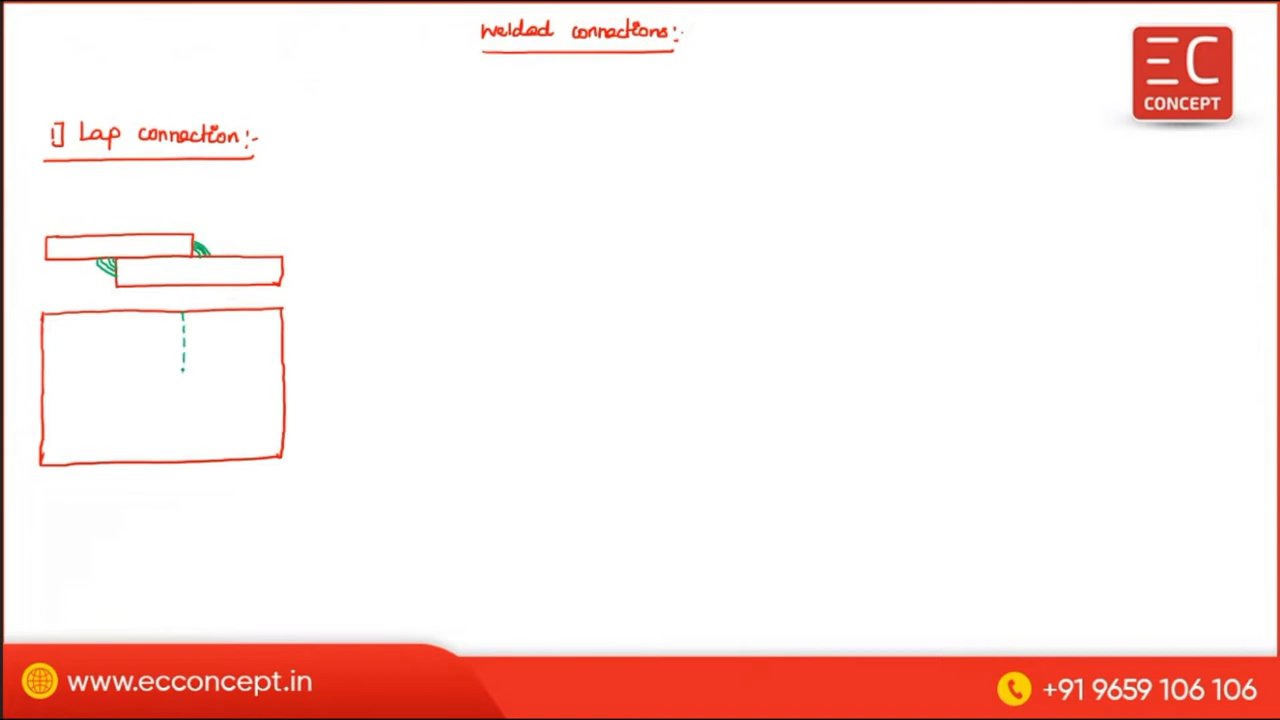 Welded connections:-
1] Lap connection:-
EC
CONCEPT
www.ecconcept.in
+91 9659 106 106